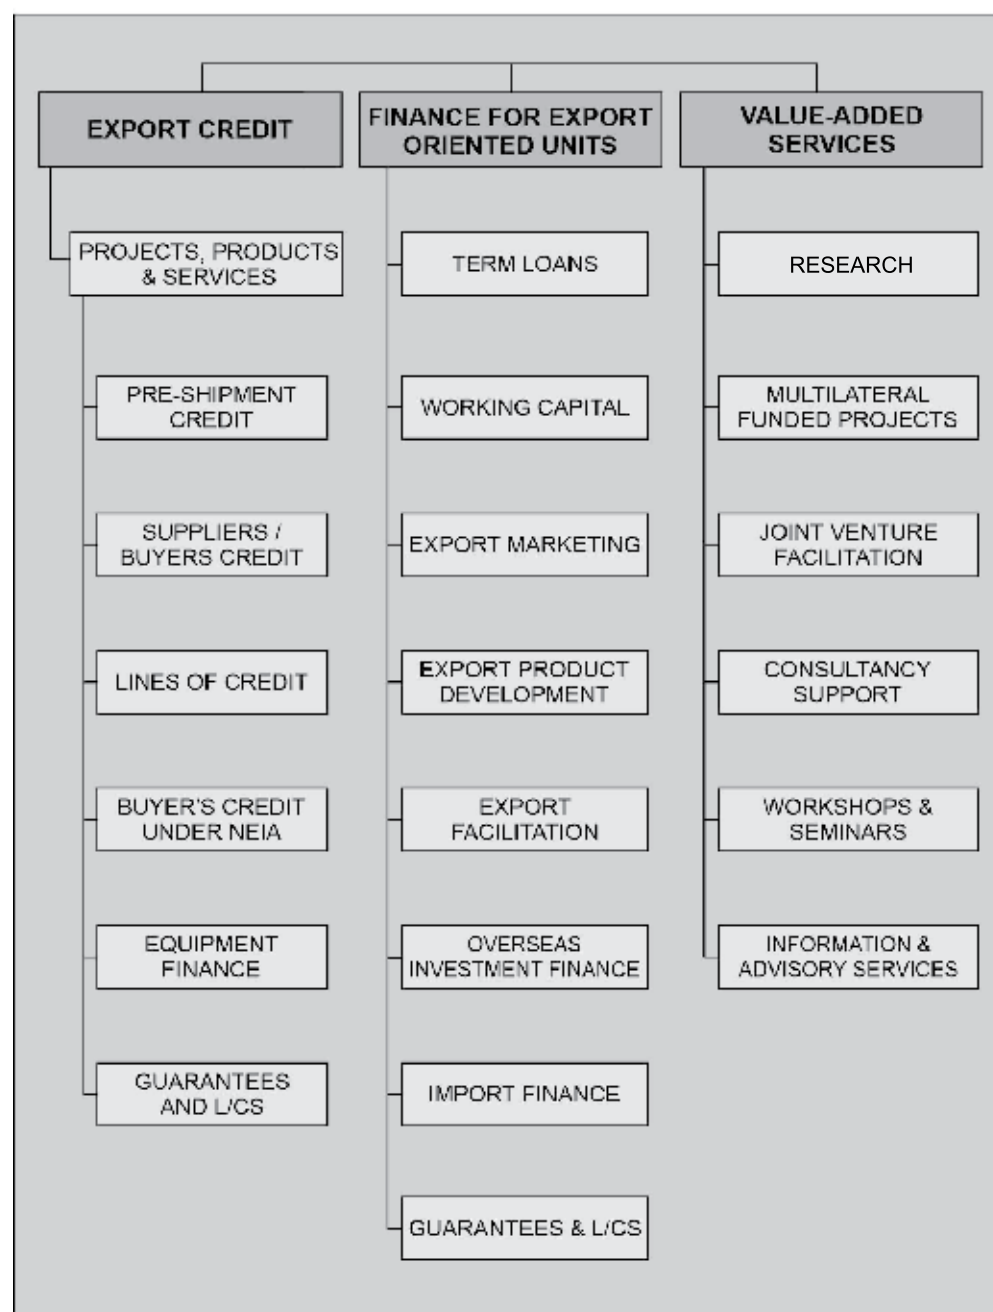 EXPORT CREDIT
PROJECTS, PRODUCTS
& SERVICES
PRE-SHIPMENT
CREDIT
SUPPLIERS /
BUYERS CREDIT
LINES OF CREDIT
BUYER'S CREDIT
UNDER NEIA
EQUIPMENT
FINANCE
GUARANTEES
AND L/CS
FINANCE FOR EXPORT
ORIENTED UNITS
TERM LOANS
WORKING CAPITAL
EXPORT MARKETING
EXPORT PRODUCT
DEVELOPMENT
EXPORT
FACILITATION
OVERSEAS
INVESTMENT FINANCE
IMPORT FINANCE
GUARANTEES & L/CS
VALUE-ADDED
SERVICES
RESEARCH
MULTILATERAL
FUNDED PROJECTS
JOINT VENTURE
FACILITATION
CONSULTANCY
SUPPORT
WORKSHOPS &
SEMINARS
INFORMATION &
ADVISORY SERVICES